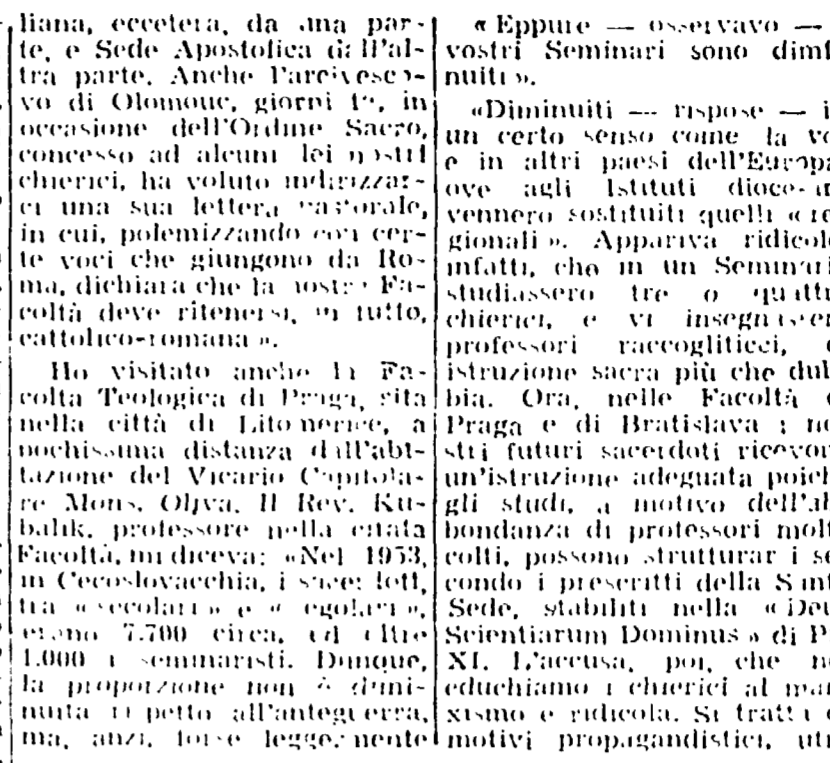 liana, eccetera, da una par-
te, e Sede Apostolica dall'al-
tra parte. Anche l'arcivesco-
vo di Olomouc, giorni fa, in
occasione dell'Ordine Sacro,
concesso ad alcuni dei nostri
chierici, ha voluto indirizzar-
ci una sua lettera pastorale,
in cui, polemizzando con cer-
te voci che giungono da Ro-
ma, dichiara che la nostra Fa-
coltà deve ritenersi, in tutto,
cattolico-romana ».
Ho visitato anche la Fa-
coltà Teologica di Praga, sita
nella città di Litomerice, a
pochissima distanza dall'abi-
tazione del Vicario Capitola-
re Mons. Oliva. Il Rev. Ku-
balik, professore nella citata
Facoltà, mi diceva: «Nel 1953,
in Cecoslovacchia, i sacerdoti,
tra « secolari » e « regolari »,
erano 7.700 circa, ed oltre
1.000 i seminaristi. Dunque,
la proporzione non è dimi-
nuita rispetto all'anteguerra,
ma, anzi, forse leggermente
« Eppure — osservavo —
vostri Seminari sono dimi
nuiti ».
«Diminuiti — rispose — i
un certo senso come la vo
e in altri paesi dell'Europa
ove agli Istituti dioce-
vennero sostituiti quelli « re
gionali ». Appariva ridicol
infatti, che in un Seminari
studiassero tre o quattr
chierici, e vi insegnasser
professori raccogliticci,
istruzione sacra più che dub
bia. Ora, nelle Facoltà
Praga e di Bratislava i no
stri futuri sacerdoti ricevon
un'istruzione adeguata poich
gli studi, a motivo dell'ab
bondanza di professori molt
colti, possono strutturar i se
condo i prescritti della Sant
Sede, stabiliti nella « Deu
Scientiarum Dominus » di Pi
XI. L'accusa, poi, che no
educhiamo i chierici al mar
xismo è ridicola. Si tratta
motivi propagandistici, uti